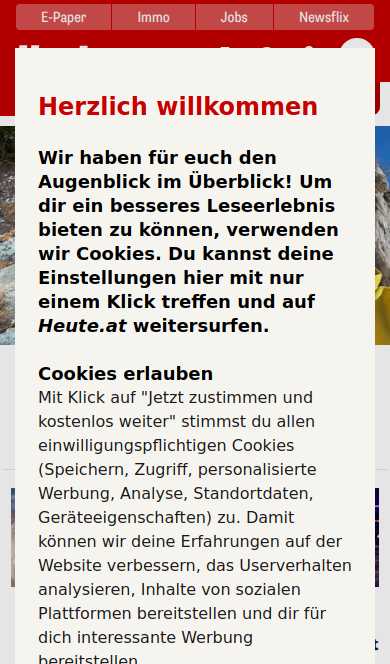 E-Paper
Immo
Jobs
Newsflix
Herzlich willkommen
Wir haben für euch den
Augenblick im Überblick! Um
dir ein besseres Leseerlebnis
bieten zu können, verwenden
wir Cookies. Du kannst deine
Einstellungen hier mit nur
einem Klick treffen und auf
Heute.at weitersurfen.
Cookies erlauben
Mit Klick auf "Jetzt zustimmen und
kostenlos weiter" stimmst du allen
einwilligungspflichtigen Cookies
(Speichern, Zugriff, personalisierte
Werbung, Analyse, Standortdaten,
Geräteeigenschaften) zu. Damit
können wir deine Erfahrungen auf der
Website verbessern, das Userverhalten
analysieren, Inhalte von sozialen
Plattformen bereitstellen und dir für
dich interessante Werbung
bereitstellen